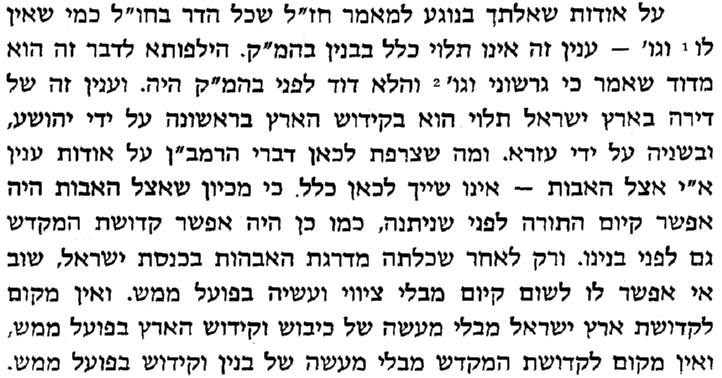 על אודות שאלתך בנוגע למאמר חז״ל שכל הדר בחו״ל כמי שאין
לו¹ וגו׳ — ענין זה אינו תלוי כלל בבנין בהמ״ק. הילפותא לדבר זה הוא
מדוד שאמר כי גרשוני וגו׳² והלא דוד לפני בהמ״ק היה. וענין זה של
דירה בארץ ישראל תלוי הוא בקידוש הארץ בראשונה על ידי יהושע,
ובשניה על ידי עזרא. ומה שצרפת לכאן דברי הרמב״ן על אודות ענין
א״י אצל האבות — אינו שייך לכאן כלל. כי מכיון שאצל האבות היה
אפשר קיום התורה לפני שניתנה, כמו כן היה אפשר קדושת המקדש
גם לפני בנינו. ורק לאחר שכלתה מדרגת האבהות בכנסת ישראל, שוב
אי אפשר לו לשום קיום מבלי ציווי ועשיה בפועל ממש. ואין מקום
לקדושת ארץ ישראל מבלי מעשה של כיבוש וקידוש הארץ בפועל ממש,
ואין מקום לקדושת המקדש מבלי מעשה של בנין וקידוש בפועל ממש.